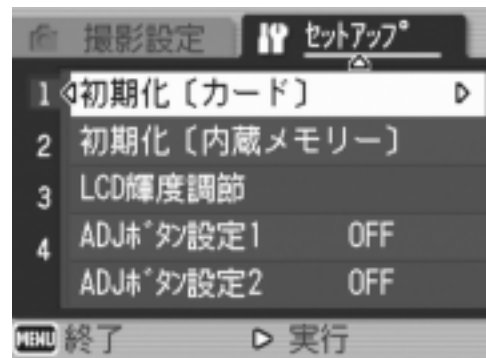 撮影設定 セットアップ
1 初期化〔カード〕
2 初期化〔内蔵メモリー〕
3 LCD輝度調節
4 ADJボタン設定1 OFF
ADJボタン設定2 OFF
MENU 終了 実行